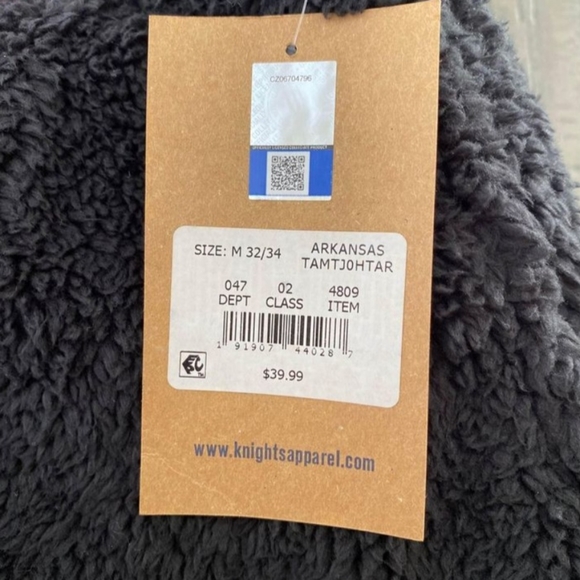 CZ06704796
SIZE: M 32/34
ARKANSAS
TAMTJ0HTAR
047 02 4809
DEPT CLASS ITEM
1 91907 44028 7
$39.99
www.knightsapparel.com